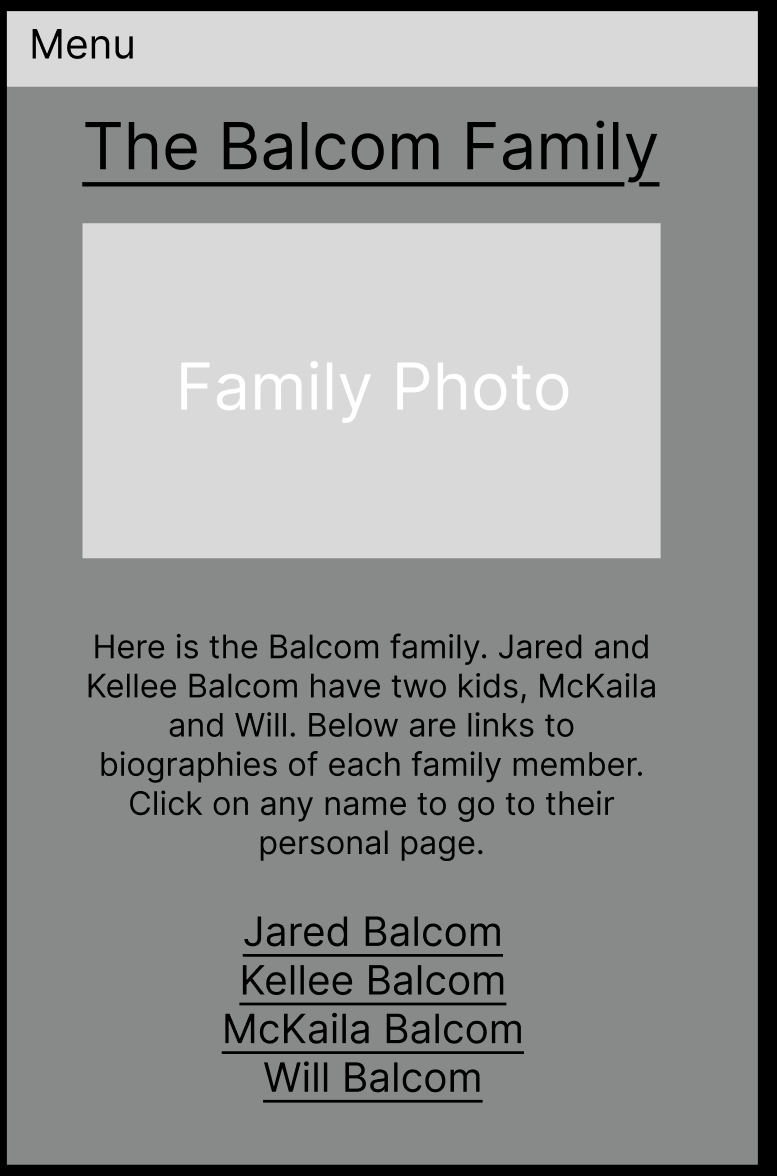 Menu
The Balcom Family
Family Photo
Here is the Balcom family. Jared and
Kellee Balcom have two kids, McKaila
and Will. Below are links to
biographies of each family member.
Click on any name to go to their
personal page.
Jared Balcom
Kellee Balcom
McKaila Balcom
Will Balcom